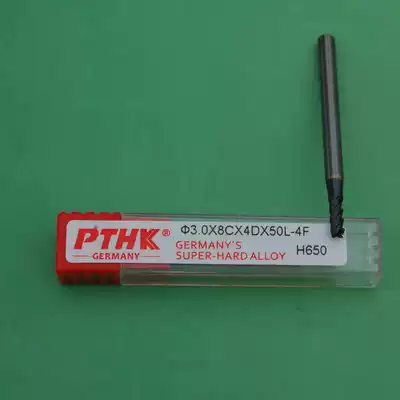 PTHK
GERMANY
Φ3.0X8CX4DX50L-4F
GERMANY'S
SUPER-HARD ALLOY
H650